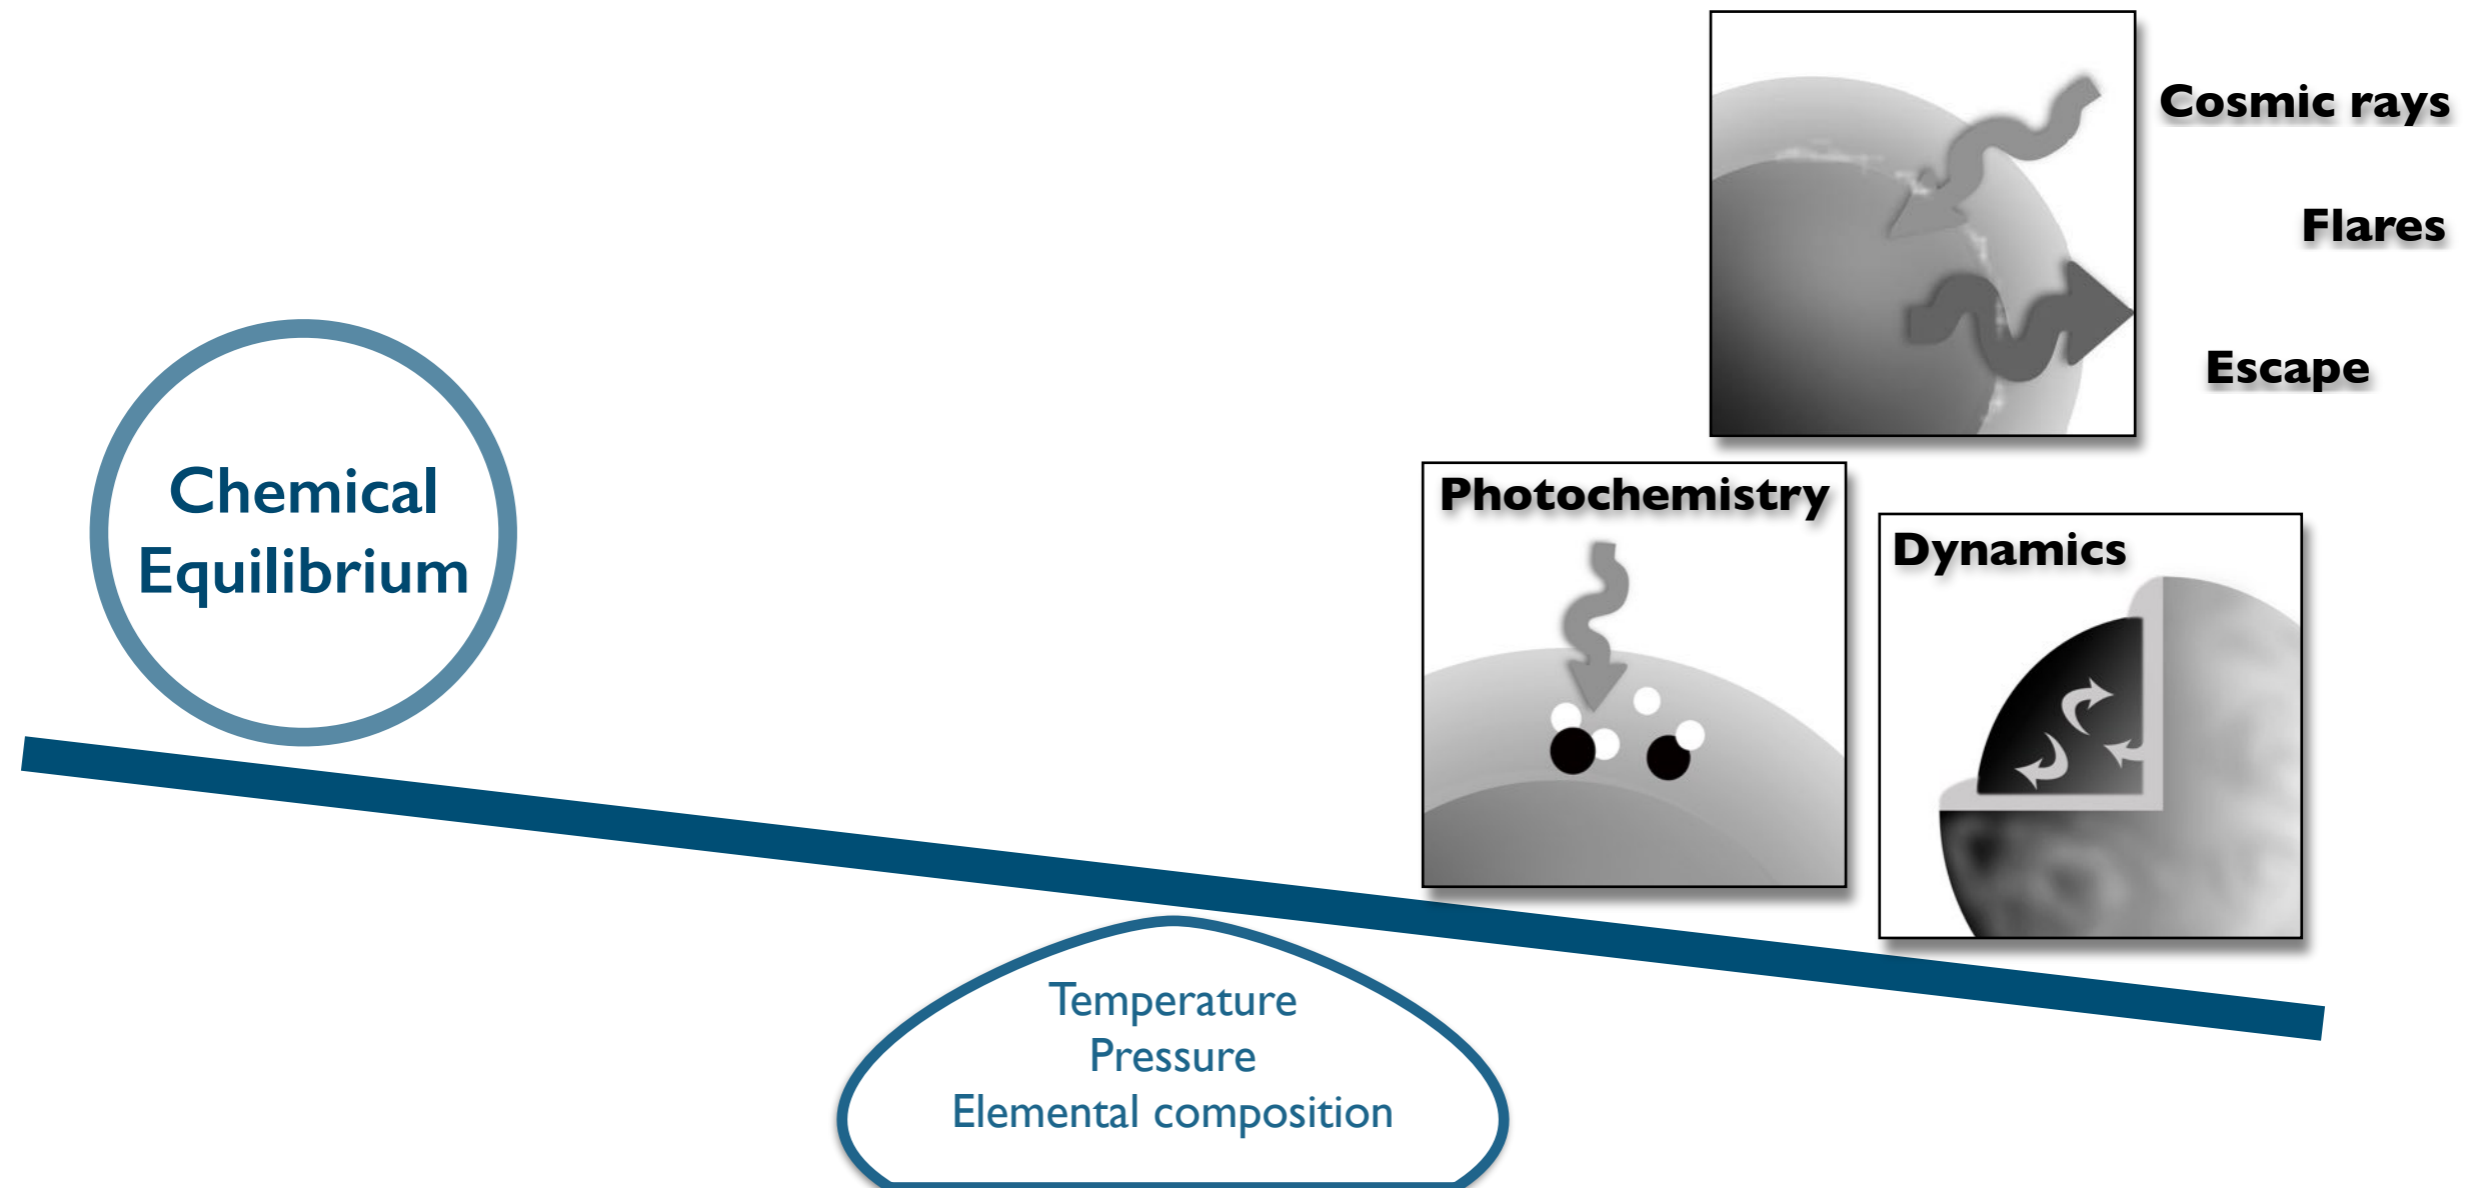 Cosmic rays
Flares
Escape
Chemical
Equilibrium
Photochemistry
Dynamics
Temperature
Pressure
Elemental composition